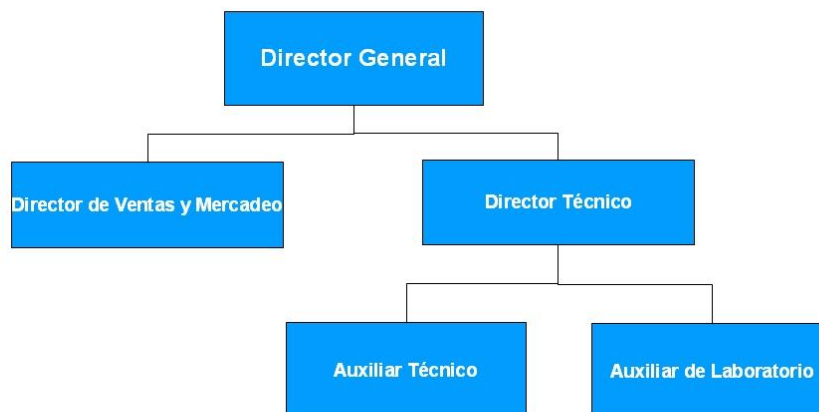 Director General
Director de Ventas y Mercadeo
Director Técnico
Auxiliar Técnico
Auxiliar de Laboratorio